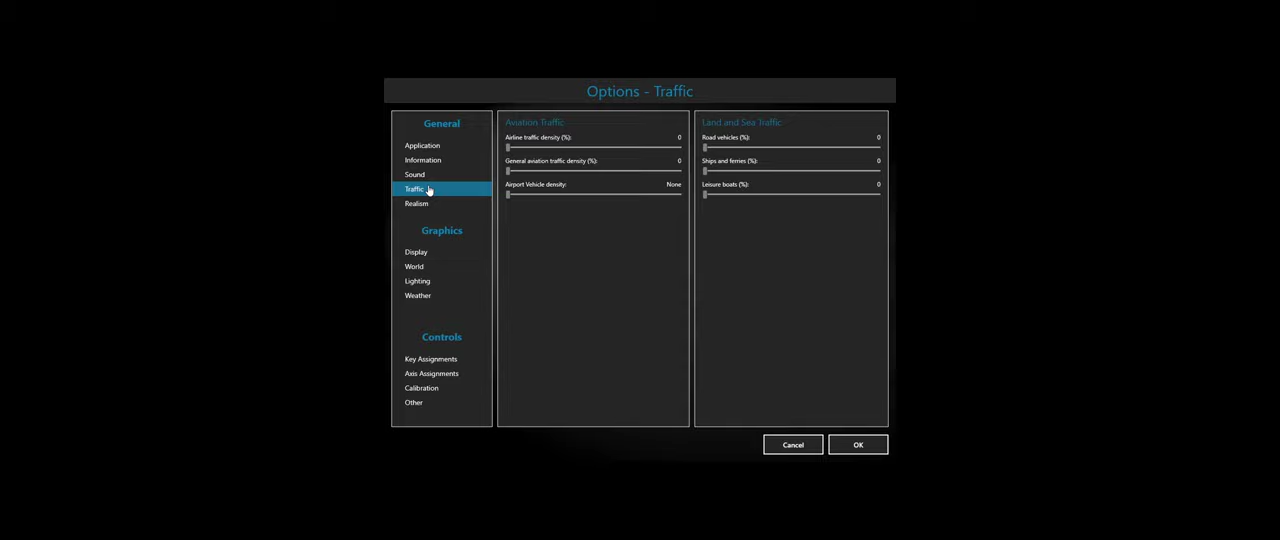 Options - Traffic
General
Application
Information
Sound
Traffic
Realism
Graphics
Display
World
Lighting
Weather
Controls
Key Assignments
Axis Assignments
Calibration
Other
Aviation Traffic
Airline traffic density (%): 0
General aviation traffic density (%): 0
Airport Vehicle density: None
Land and Sea Traffic
Road vehicles (%): 0
Ships and ferries (%): 0
Leisure boats (%): 0
Cancel
OK